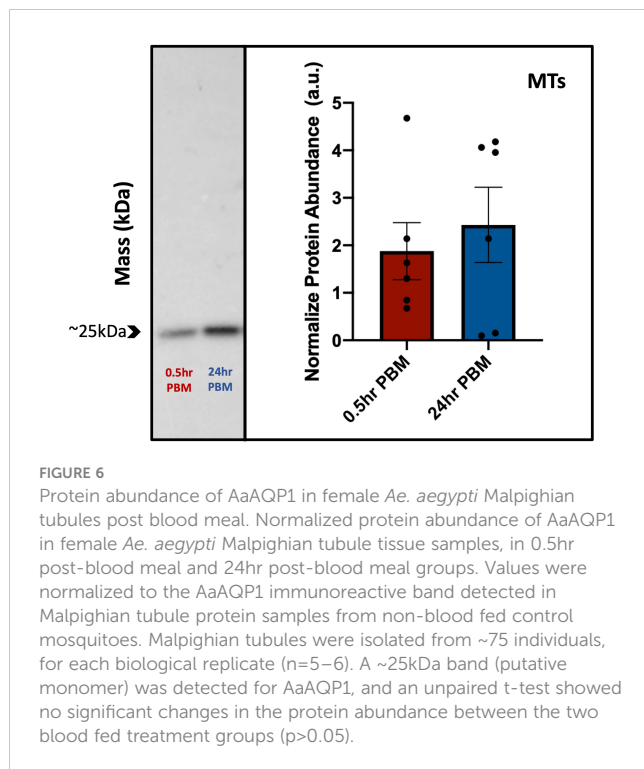 Mass (kDa)
~25kDa
0.5hr PBM
24hr PBM
MTs
Normalize Protein Abundance (a.u.)
5
4
3
2
1
0
0.5hr PBM
24hr PBM
FIGURE 6
Protein abundance of AaAQP1 in female Ae. aegypti Malpighian
tubules post blood meal. Normalized protein abundance of AaAQP1
in female Ae. aegypti Malpighian tubule tissue samples, in 0.5hr
post-blood meal and 24hr post-blood meal groups. Values were
normalized to the AaAQP1 immunoreactive band detected in
Malpighian tubule protein samples from non-blood fed control
mosquitoes. Malpighian tubules were isolated from ~75 individuals,
for each biological replicate (n=5–6). A ~25kDa band (putative
monomer) was detected for AaAQP1, and an unpaired t-test showed
no significant changes in the protein abundance between the two
blood fed treatment groups (p>0.05).